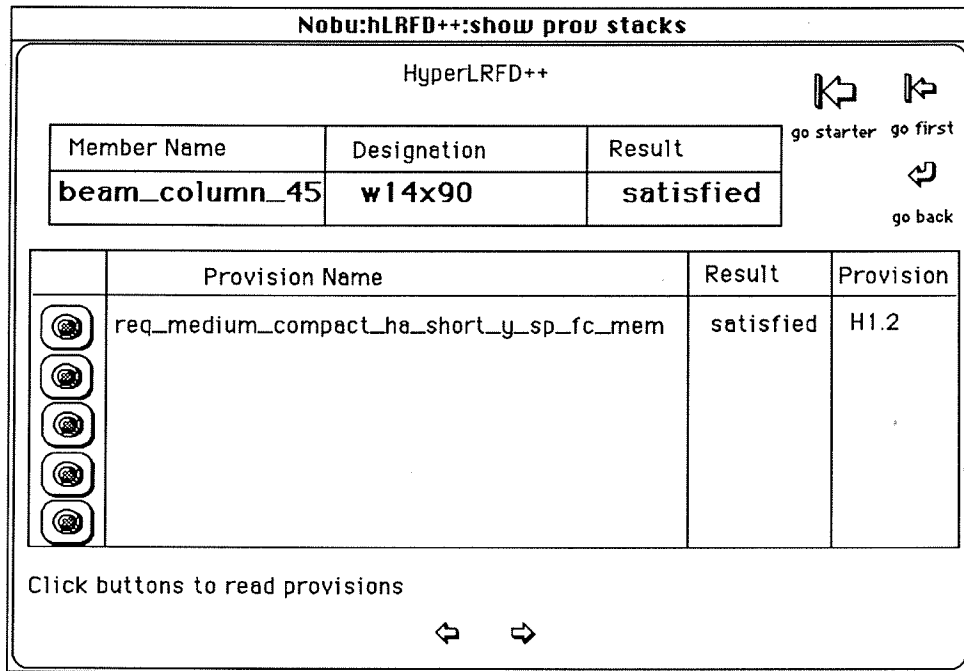 Nobu:hLRFD++:show prov stacks
HyperLRFD++
go starter go first
Member Name Designation Result
beam_column_45 w14x90 satisfied
go back
Provision Name Result Provision
req_medium_compact_ha_short_y_sp_fc_mem satisfied H1.2
Click buttons to read provisions